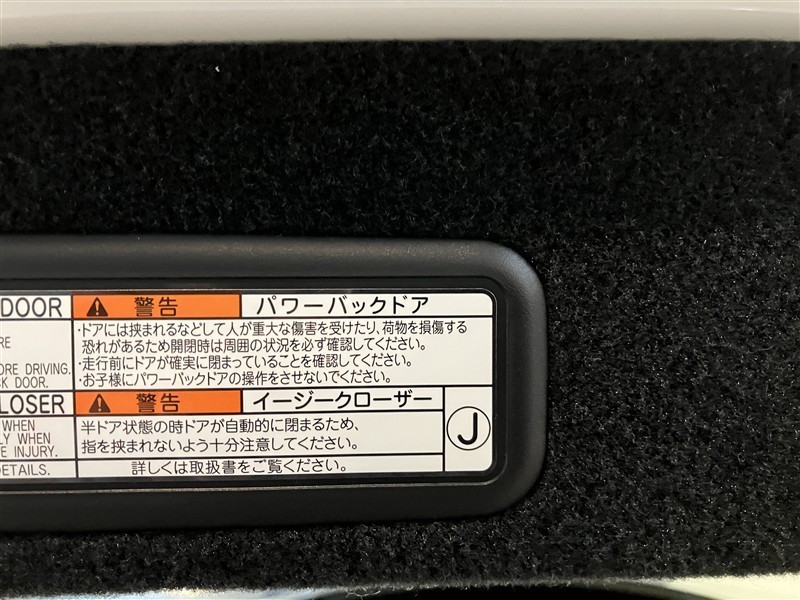 DOOR
警告 パワーバックドア
RE
ORE DRIVING.
CK DOOR.
・ドアには挟まれるなどして人が重大な傷害を受けたり、荷物を損傷する
恐れがあるため開閉時は周囲の状況を必ず確認してください。
・走行前にドアが確実に閉まっていることを確認してください。
・お子様にパワーバックドアの操作をさせないでください。
LOSER
警告 イージークローザー
WHEN
LY WHEN
E INJURY.
半ドア状態の時ドアが自動的に閉まるため、
指を挟まれないよう十分注意してください。
J
DETAILS.
詳しくは取扱書をご覧ください。